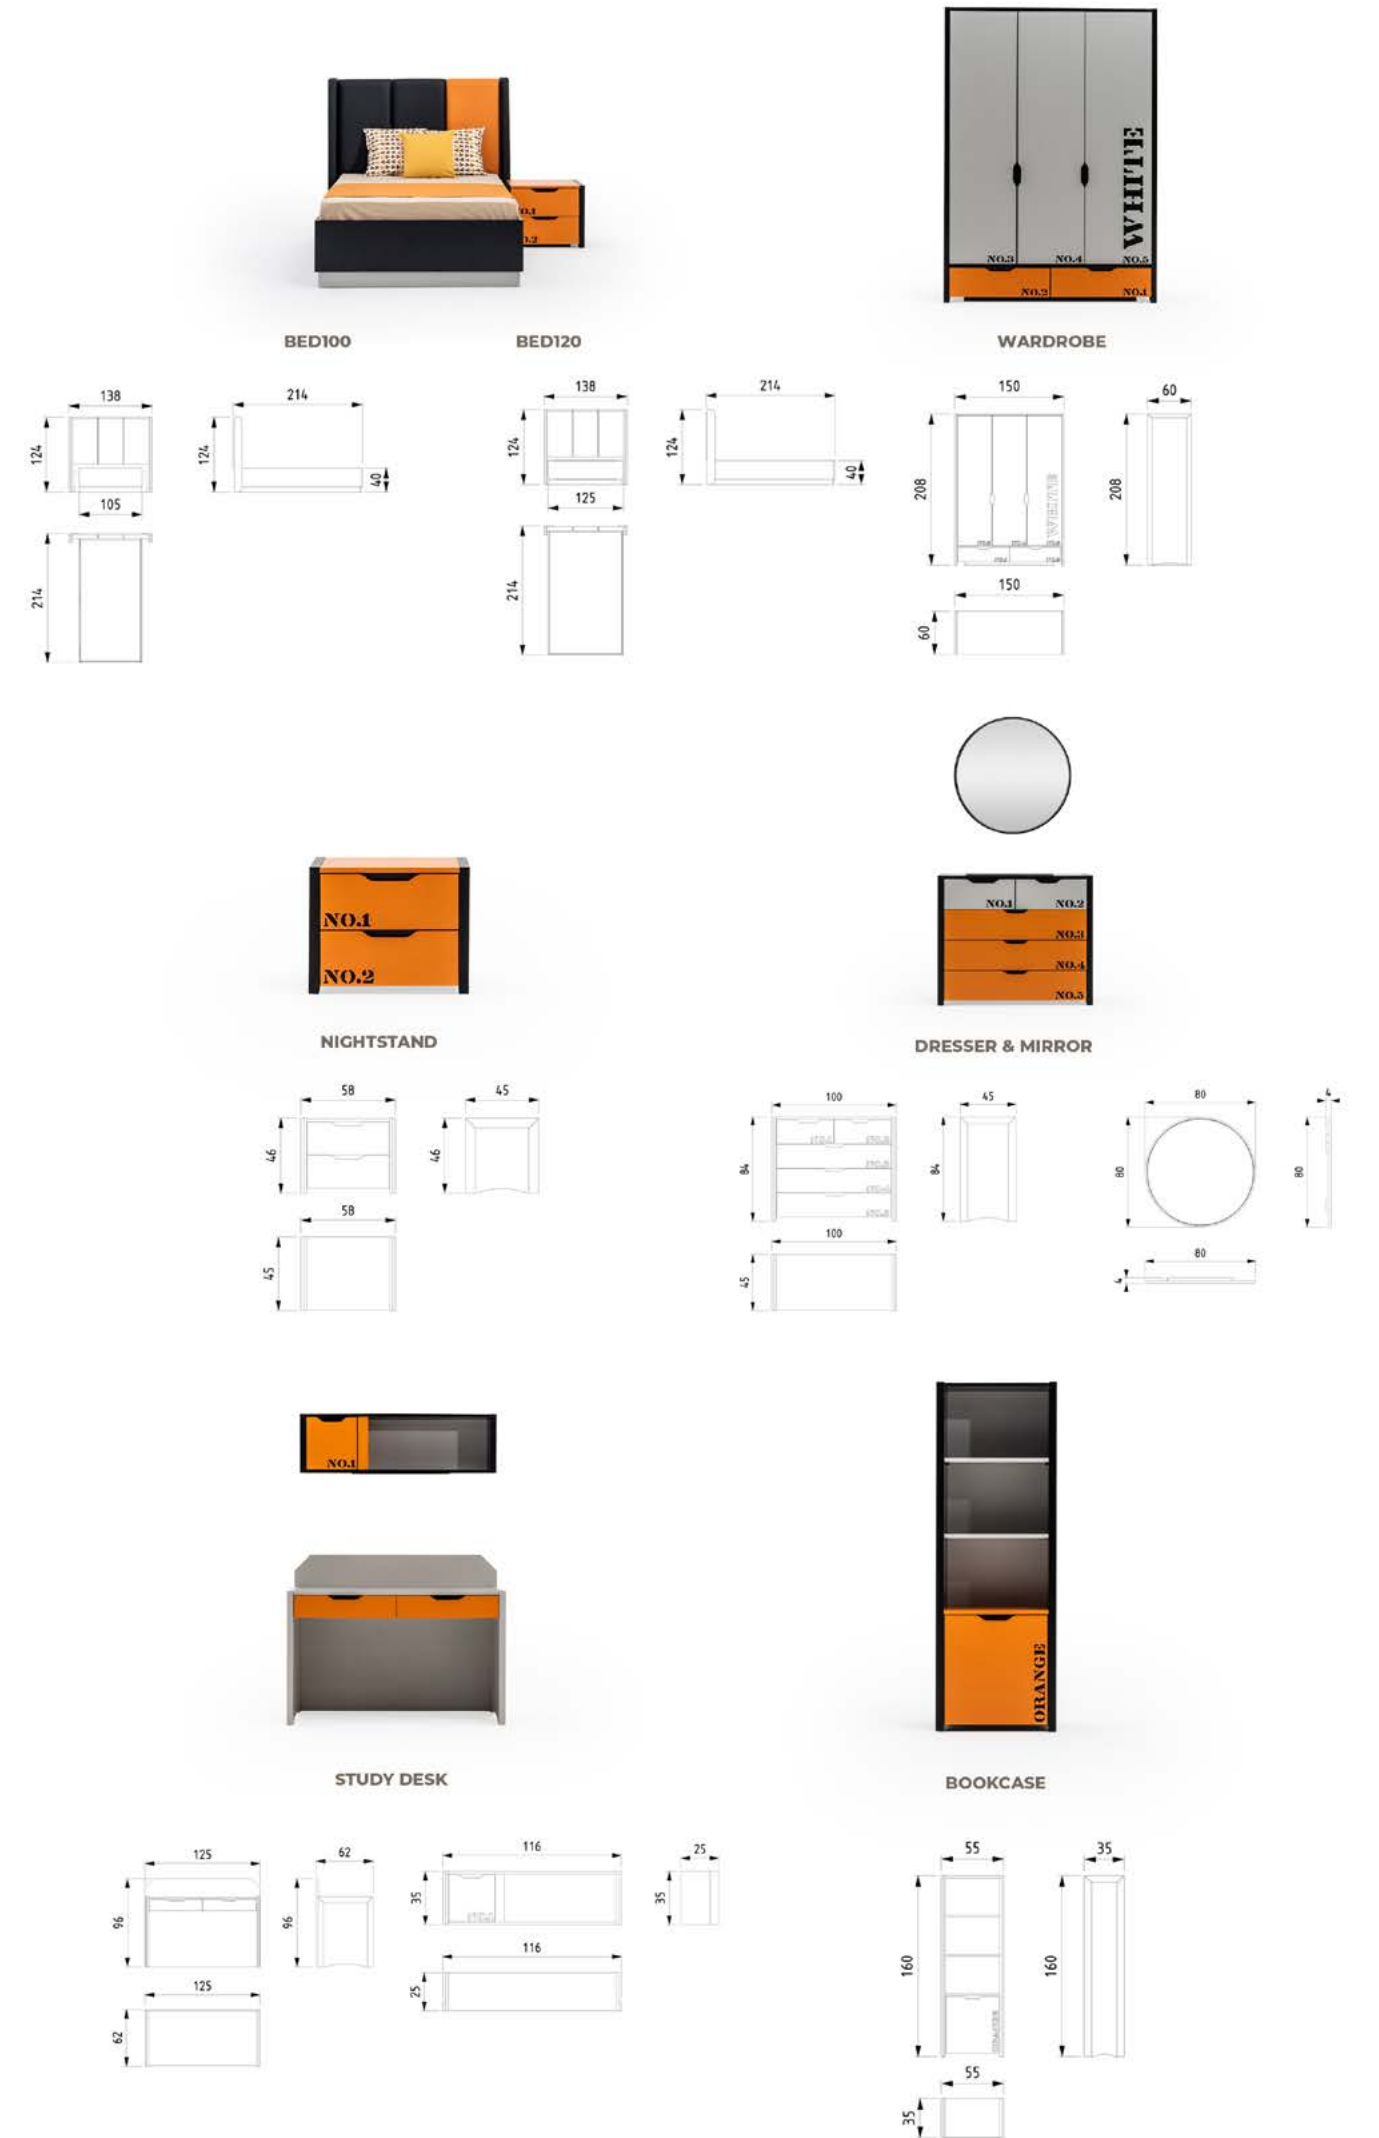 NO.1
NO.2
WHITE
NO.3 NO.4 NO.5
NO.2 NO.1
BED100 BED120 WARDROBE
138 214 138 214 150 60
124 124 40 124 124 40 208 208
105 125
214 214 150
60
WHITE
NO.1
NO.2
NO.1 NO.2
NO.3
NO.4
NO.5
NIGHTSTAND
DRESSER & MIRROR
58 45 100 45 80 4
46 46 84 84 80 80
58 100 80
45 45 4
NO.1
ORANGE
STUDY DESK
BOOKCASE
125 62 116 25 55 35
96 96 35 35 160 160
125 116
62 25
55
35